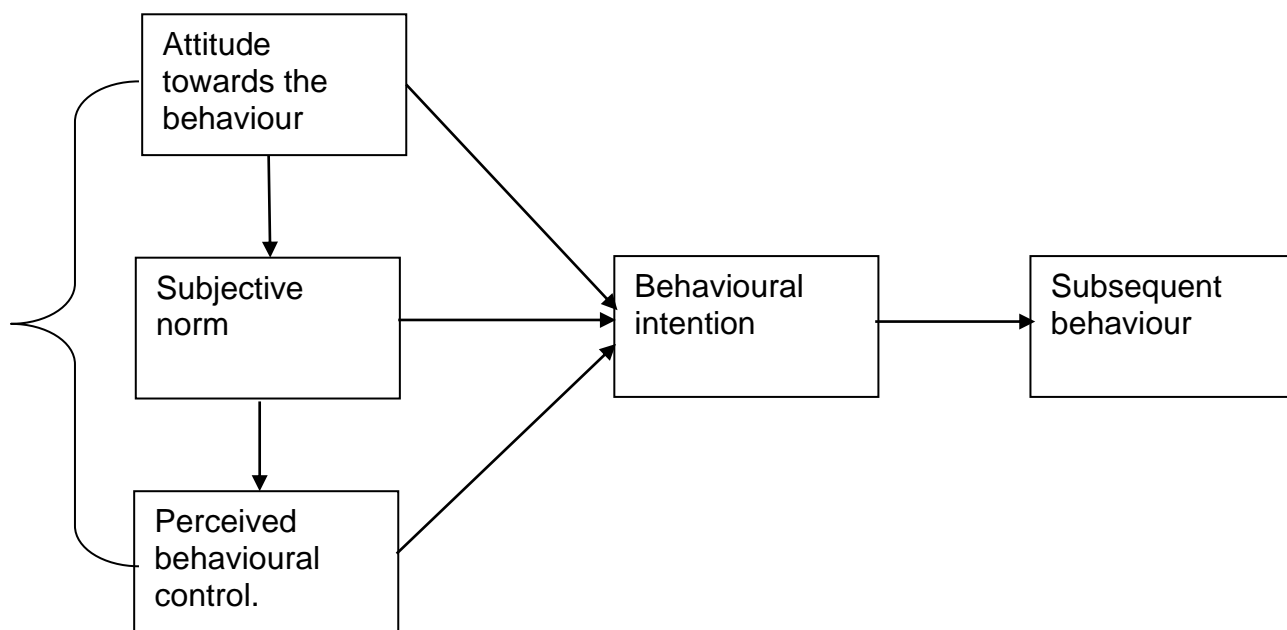 Attitude
towards the
behaviour
Subjective
norm
Behavioural
intention
Subsequent
behaviour
Perceived
behavioural
control.